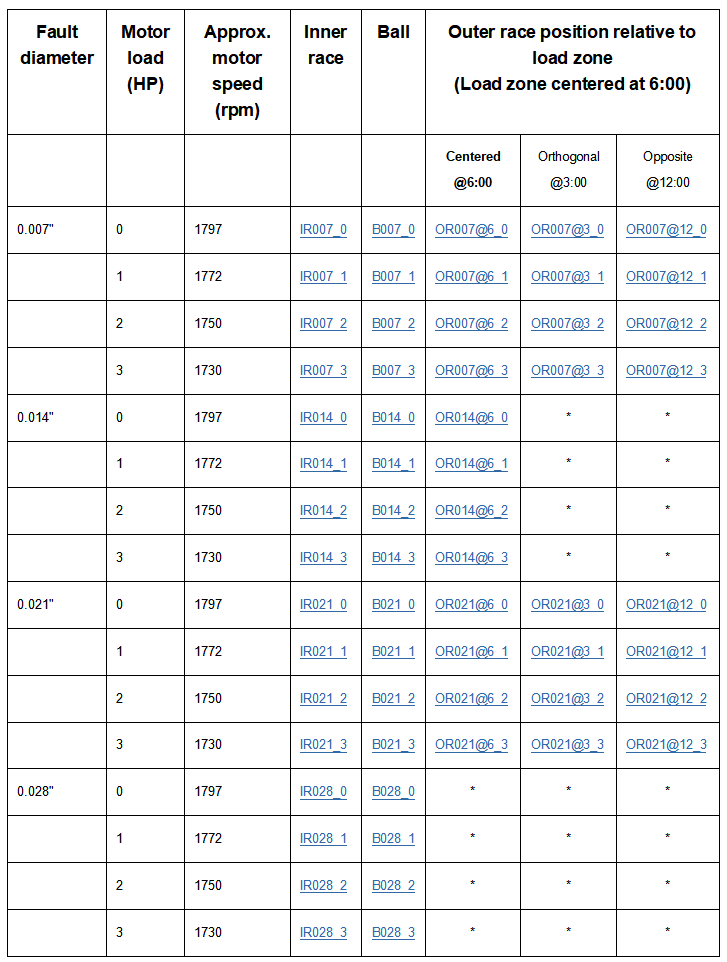 Fault diameter Motor load (HP) Approx. motor speed (rpm) Inner race Ball Outer race position relative to load zone (Load zone centered at 6:00)
Centered @6:00 Orthogonal @3:00 Opposite @12:00
0.007" 0 1797 IR007_0 B007_0 OR007@6_0 OR007@3_0 OR007@12_0
1 1772 IR007_1 B007_1 OR007@6_1 OR007@3_1 OR007@12_1
2 1750 IR007_2 B007_2 OR007@6_2 OR007@3_2 OR007@12_2
3 1730 IR007_3 B007_3 OR007@6_3 OR007@3_3 OR007@12_3
0.014" 0 1797 IR014_0 B014_0 OR014@6_0 * *
1 1772 IR014_1 B014_1 OR014@6_1 * *
2 1750 IR014_2 B014_2 OR014@6_2 * *
3 1730 IR014_3 B014_3 OR014@6_3 * *
0.021" 0 1797 IR021_0 B021_0 OR021@6_0 OR021@3_0 OR021@12_0
1 1772 IR021_1 B021_1 OR021@6_1 OR021@3_1 OR021@12_1
2 1750 IR021_2 B021_2 OR021@6_2 OR021@3_2 OR021@12_2
3 1730 IR021_3 B021_3 OR021@6_3 OR021@3_3 OR021@12_3
0.028" 0 1797 IR028_0 B028_0 * * *
1 1772 IR028_1 B028_1 * * *
2 1750 IR028_2 B028_2 * * *
3 1730 IR028_3 B028_3 * * *